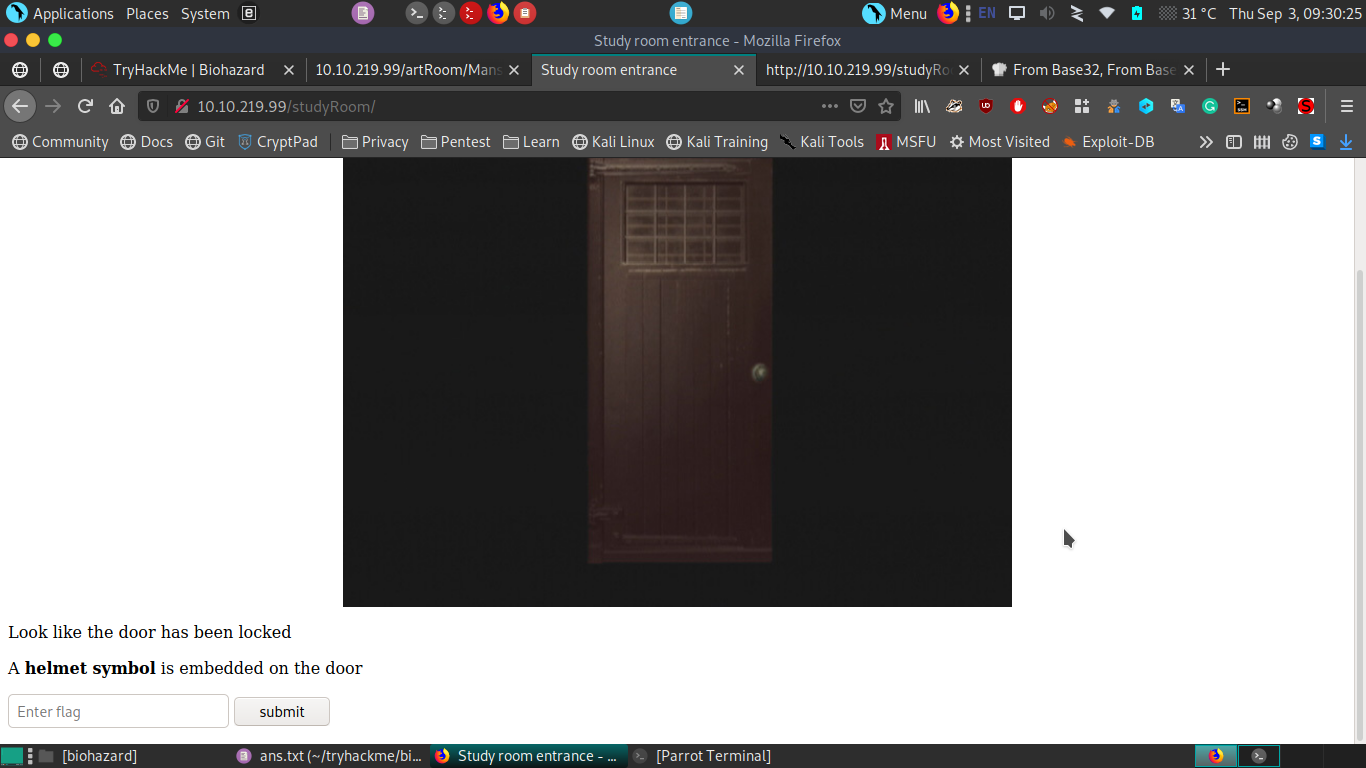 Applications Places System Menu EN 31 °C Thu Sep 3, 09:30:25
Study room entrance - Mozilla Firefox
TryHackMe | Biohazard 10.10.219.99/artRoom/Mans Study room entrance http://10.10.219.99/studyRo From Base32, From Base
10.10.219.99/studyRoom/
Community Docs Git CryptPad Privacy Pentest Learn Kali Linux Kali Training Kali Tools MSFU Most Visited Exploit-DB
Look like the door has been locked
A helmet symbol is embedded on the door
Enter flag submit
[biohazard] ans.txt (~/tryhackme/bi... Study room entrance - ... [Parrot Terminal]